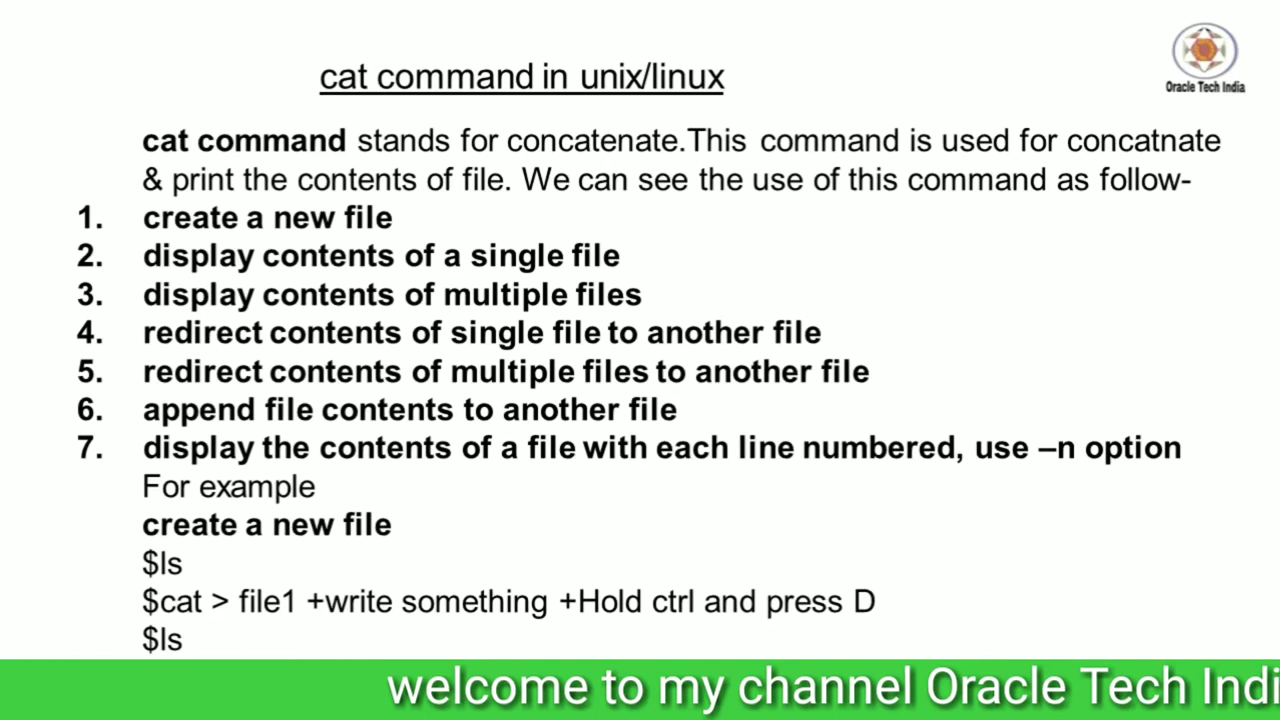 cat command in unix/linux
Oracle Tech India
cat command stands for concatenate.This command is used for concatnate
& print the contents of file. We can see the use of this command as follow-
1. create a new file
2. display contents of a single file
3. display contents of multiple files
4. redirect contents of single file to another file
5. redirect contents of multiple files to another file
6. append file contents to another file
7. display the contents of a file with each line numbered, use –n option
For example
create a new file
$ls
$cat > file1 +write something +Hold ctrl and press D
$ls
welcome to my channel Oracle Tech Indi